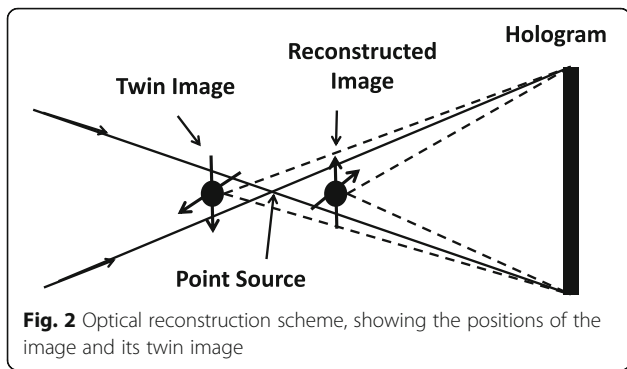 Hologram
Reconstructed
Image
Twin Image
Point Source
Fig. 2 Optical reconstruction scheme, showing the positions of the
image and its twin image